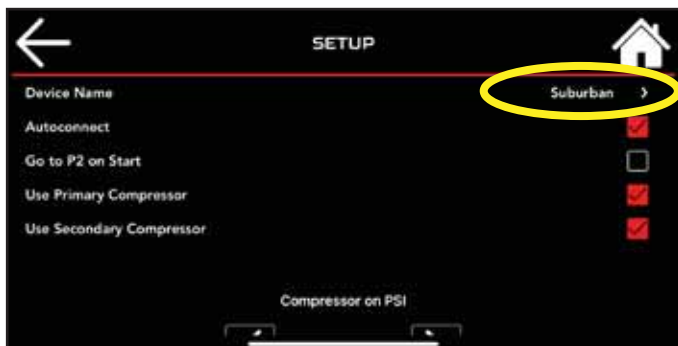 SETUP
Device Name Suburban >
Autoconnect
Go to P2 on Start
Use Primary Compressor
Use Secondary Compressor
Compressor on PSI